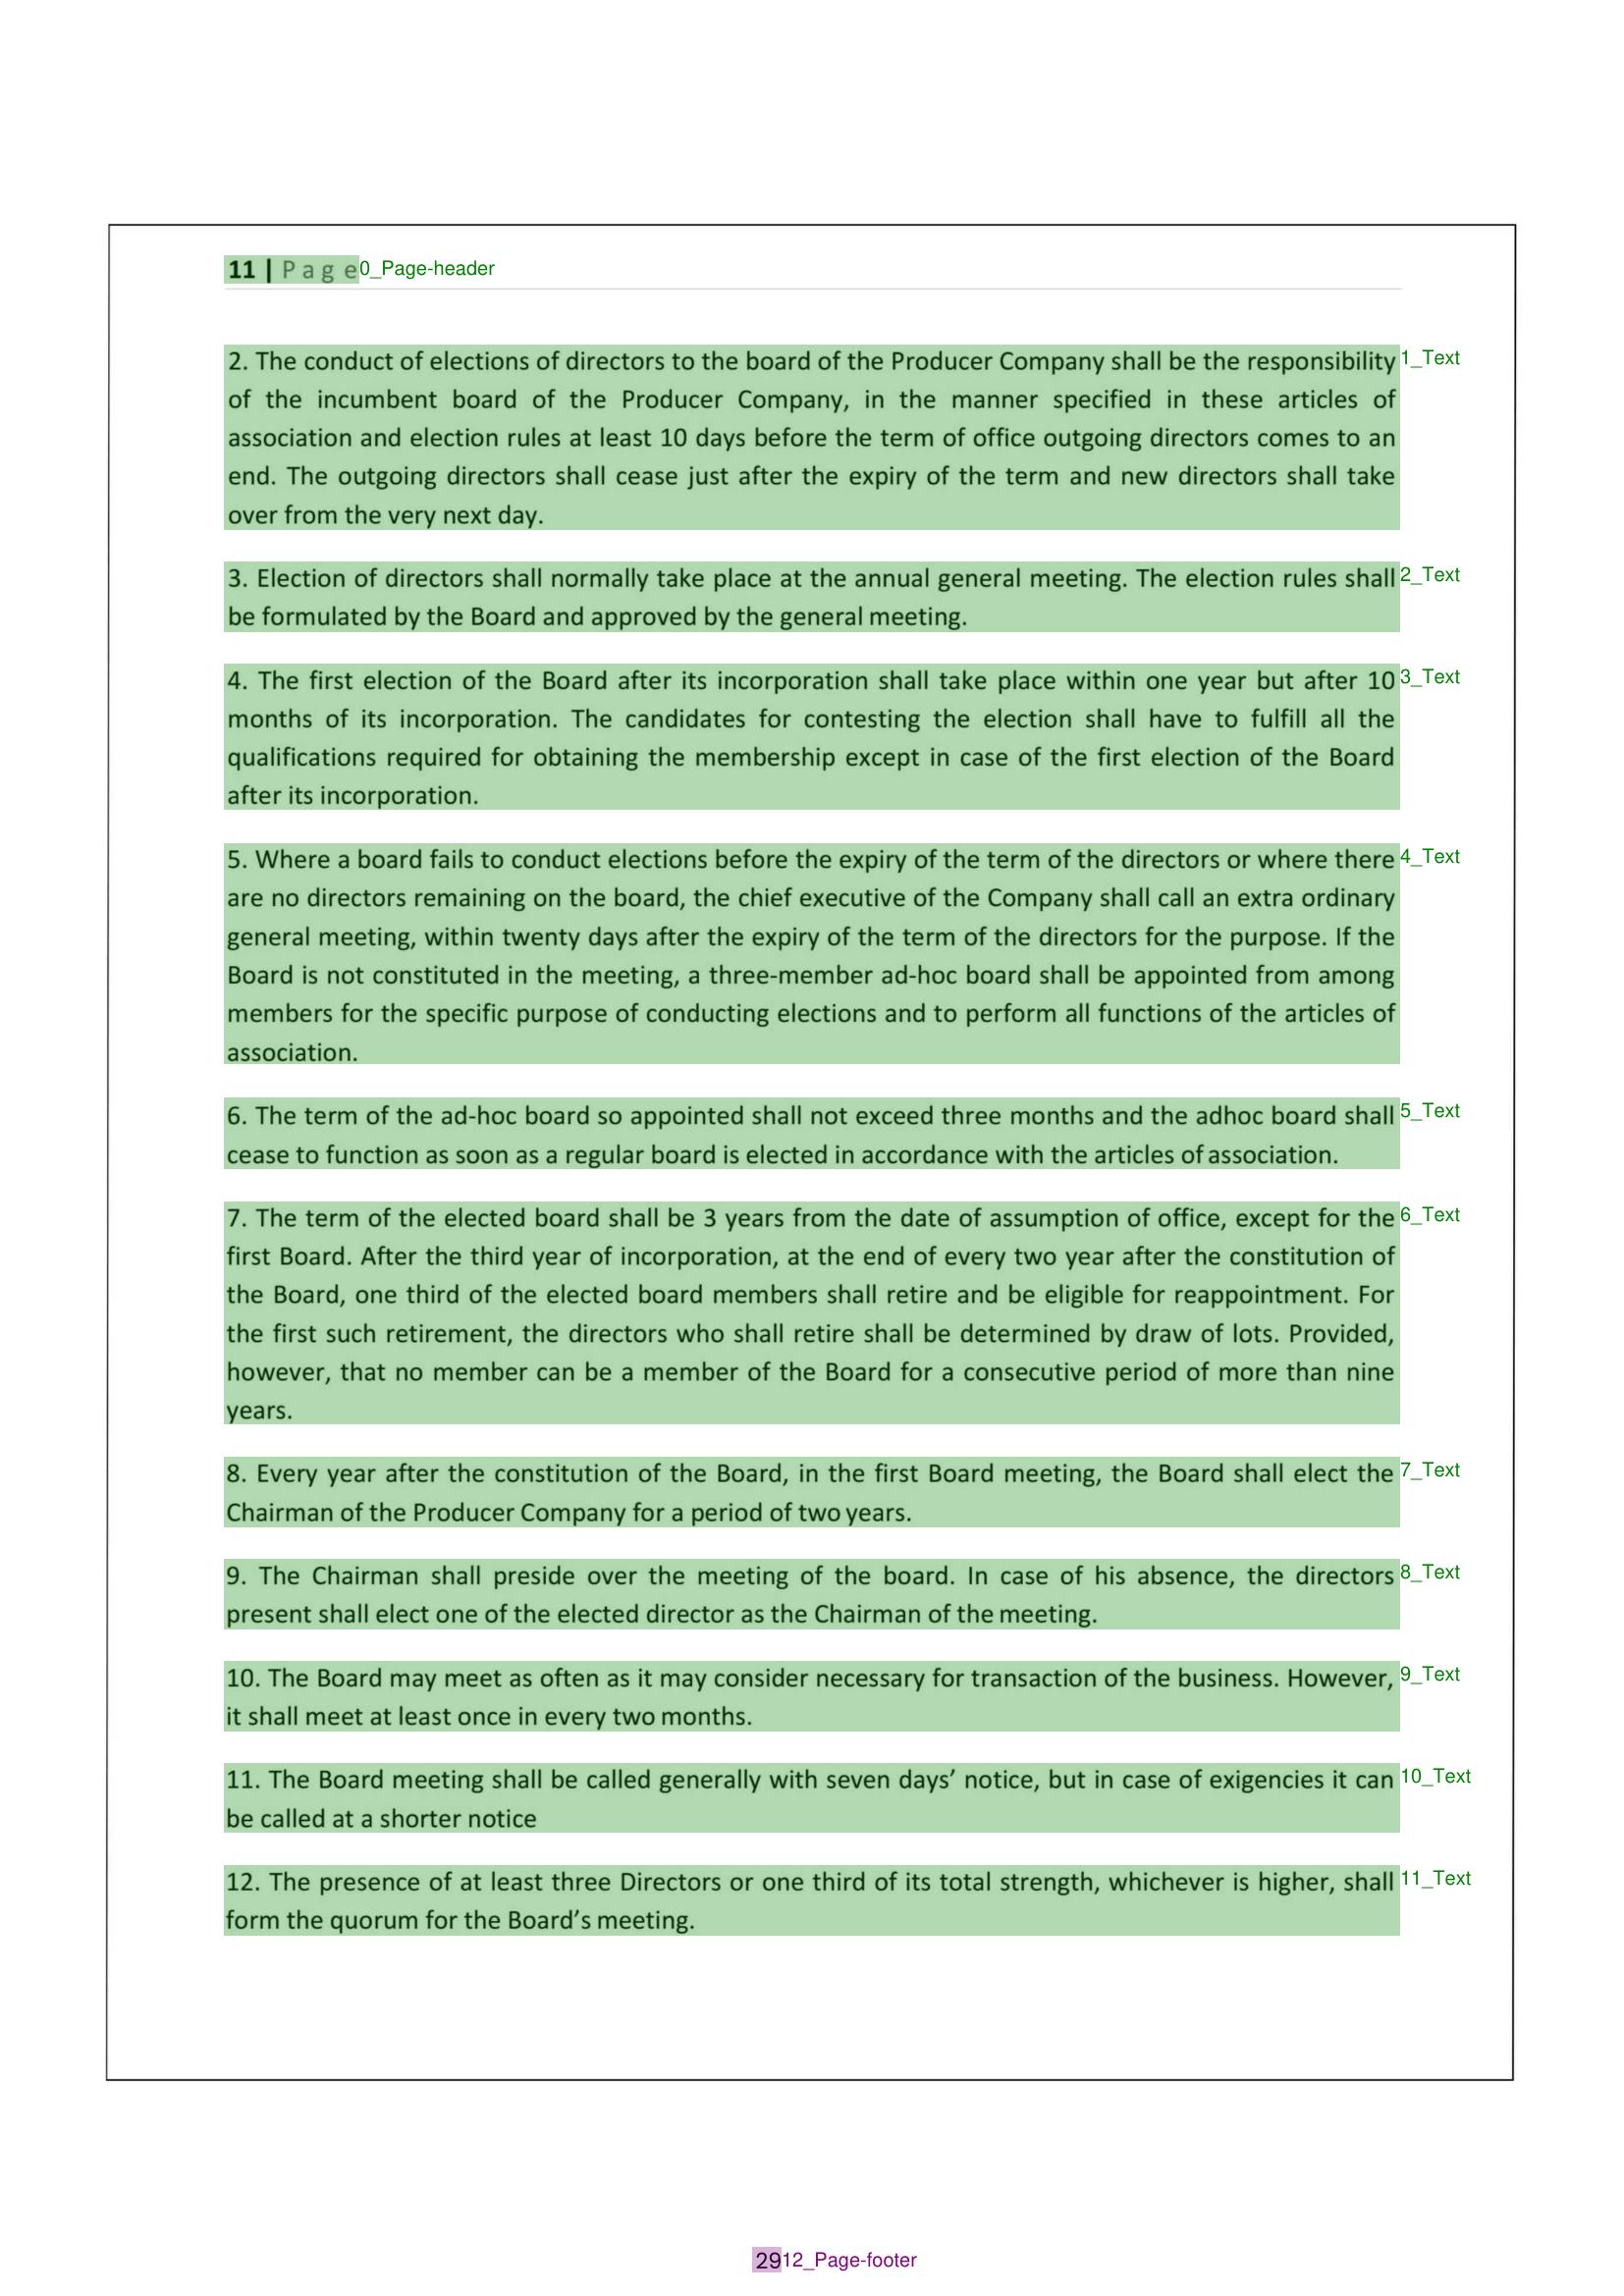 11 | P a g e 0_Page-header
2. The conduct of elections of directors to the board of the Producer Company shall be the responsibility 1_Text
of the incumbent board of the Producer Company, in the manner specified in these articles of
association and election rules at least 10 days before the term of office outgoing directors comes to an
end. The outgoing directors shall cease just after the expiry of the term and new directors shall take
over from the very next day.
3. Election of directors shall normally take place at the annual general meeting. The election rules shall 2_Text
be formulated by the Board and approved by the general meeting.
4. The first election of the Board after its incorporation shall take place within one year but after 10 3_Text
months of its incorporation. The candidates for contesting the election shall have to fulfill all the
qualifications required for obtaining the membership except in case of the first election of the Board
after its incorporation.
5. Where a board fails to conduct elections before the expiry of the term of the directors or where there 4_Text
are no directors remaining on the board, the chief executive of the Company shall call an extra ordinary
general meeting, within twenty days after the expiry of the term of the directors for the purpose. If the
Board is not constituted in the meeting, a three-member ad-hoc board shall be appointed from among
members for the specific purpose of conducting elections and to perform all functions of the articles of
association.
6. The term of the ad-hoc board so appointed shall not exceed three months and the adhoc board shall 5_Text
cease to function as soon as a regular board is elected in accordance with the articles of association.
7. The term of the elected board shall be 3 years from the date of assumption of office, except for the 6_Text
first Board. After the third year of incorporation, at the end of every two year after the constitution of
the Board, one third of the elected board members shall retire and be eligible for reappointment. For
the first such retirement, the directors who shall retire shall be determined by draw of lots. Provided,
however, that no member can be a member of the Board for a consecutive period of more than nine
years.
8. Every year after the constitution of the Board, in the first Board meeting, the Board shall elect the 7_Text
Chairman of the Producer Company for a period of two years.
9. The Chairman shall preside over the meeting of the board. In case of his absence, the directors 8_Text
present shall elect one of the elected director as the Chairman of the meeting.
10. The Board may meet as often as it may consider necessary for transaction of the business. However, 9_Text
it shall meet at least once in every two months.
11. The Board meeting shall be called generally with seven days’ notice, but in case of exigencies it can 10_Text
be called at a shorter notice
12. The presence of at least three Directors or one third of its total strength, whichever is higher, shall 11_Text
form the quorum for the Board’s meeting.
29 12_Page-footer